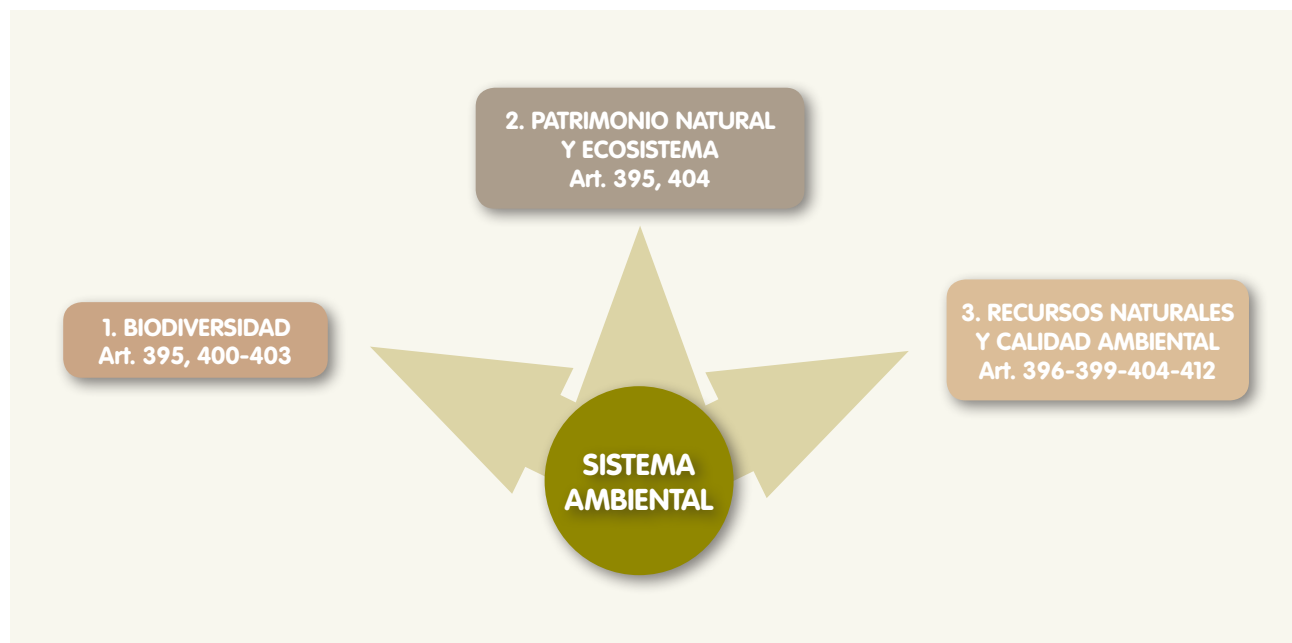 2. PATRIMONIO NATURAL
Y ECOSISTEMA
Art. 395, 404
1. BIODIVERSIDAD
Art. 395, 400-403
3. RECURSOS NATURALES
Y CALIDAD AMBIENTAL
Art. 396-399-404-412
SISTEMA
AMBIENTAL